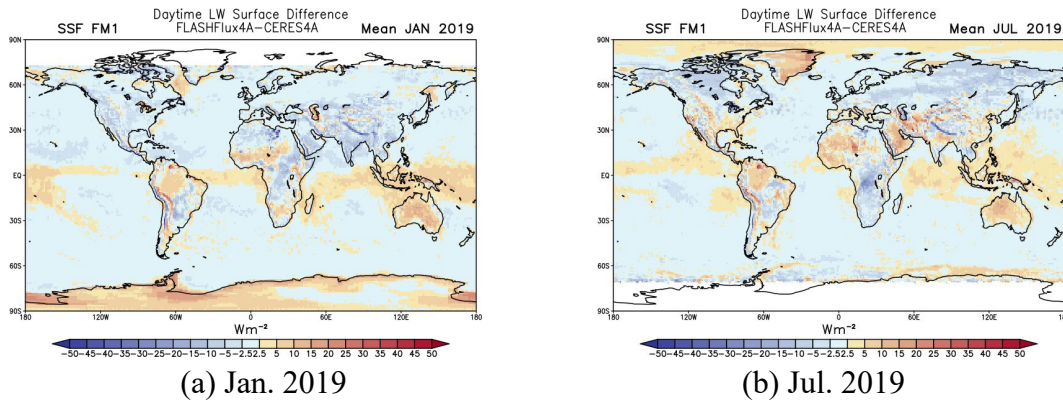 Daytime LW Surface Difference
SSF FM1 FLASHFlux4A-CERES4A Mean JAN 2019
90N
60N
30N
EQ
30S
60S
90S
180 120W 60W 0 60E 120E 180
Wm⁻²
-50-45-40-35-30-25-20-15-10-5-2.52.5 5 10 15 20 25 30 35 40 45 50
(a) Jan. 2019
Daytime LW Surface Difference
SSF FM1 FLASHFlux4A-CERES4A Mean JUL 2019
90N
60N
30N
EQ
30S
60S
90S
180 120W 60W 0 60E 120E 180
Wm⁻²
-50-45-40-35-30-25-20-15-10-5-2.52.5 5 10 15 20 25 30 35 40 45 50
(b) Jul. 2019